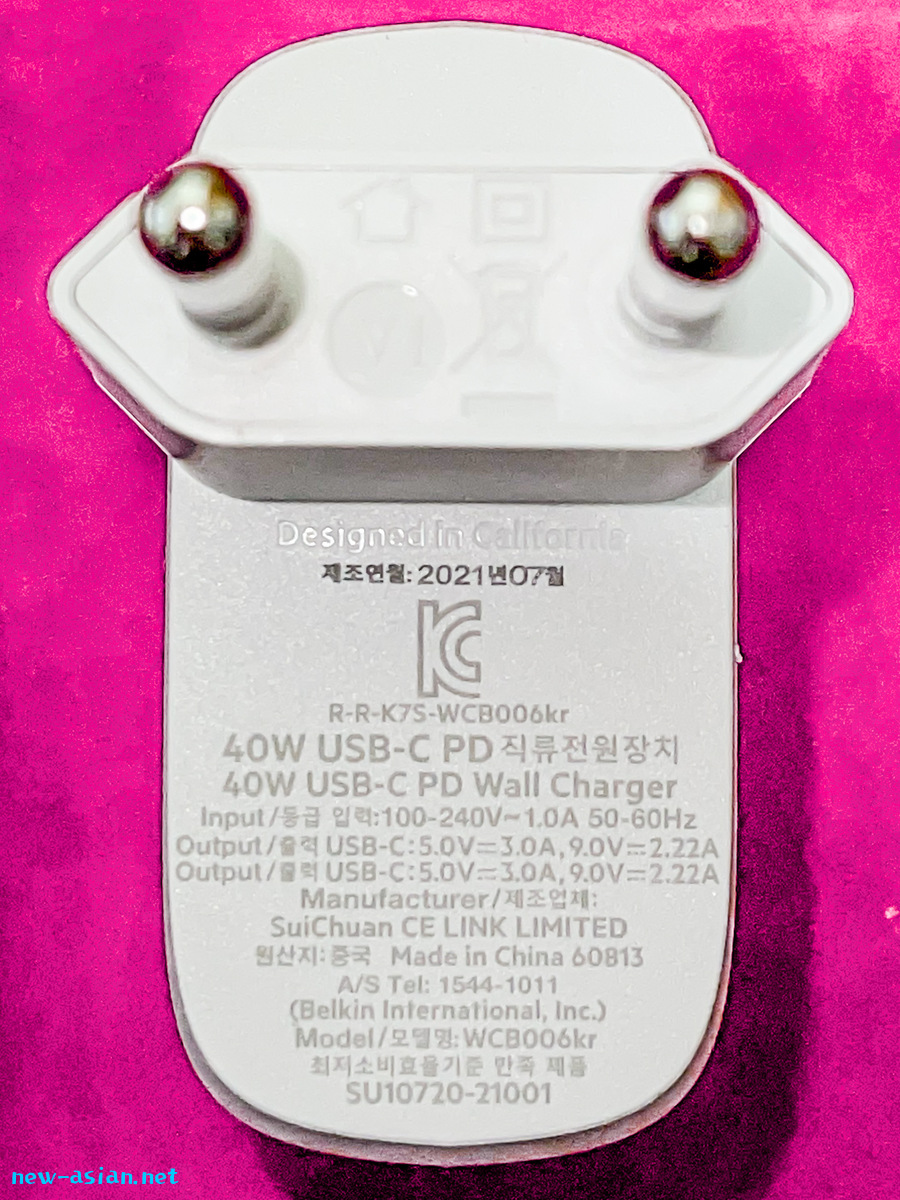 VI
Designed in California
제조연월: 2021년07월
R-R-K7S-WCB006kr
40W USB-C PD 직류전원장치
40W USB-C PD Wall Charger
Input/등급 입력:100-240V~1.0A 50-60Hz
Output/출력 USB-C:5.0V⎓3.0A,9.0V⎓2.22A
Output/출력 USB-C:5.0V⎓3.0A,9.0V⎓2.22A
Manufacturer/제조업체:
SuiChuan CE LINK LIMITED
원산지:중국 Made in China 60813
A/S Tel: 1544-1011
(Belkin International, Inc.)
Model/모델명:WCB006kr
최저소비효율기준 만족 제품
SU10720-21001
new-asian.net